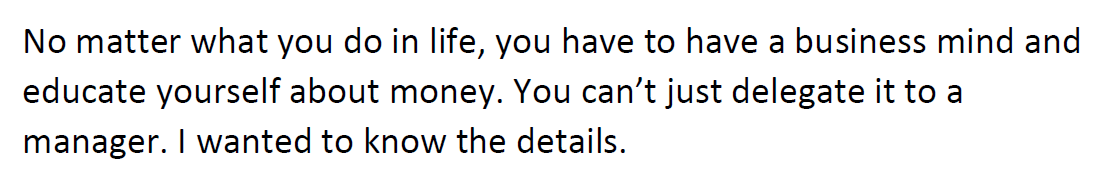 No matter what you do in life, you have to have a business mind and
educate yourself about money. You can’t just delegate it to a
manager. I wanted to know the details.